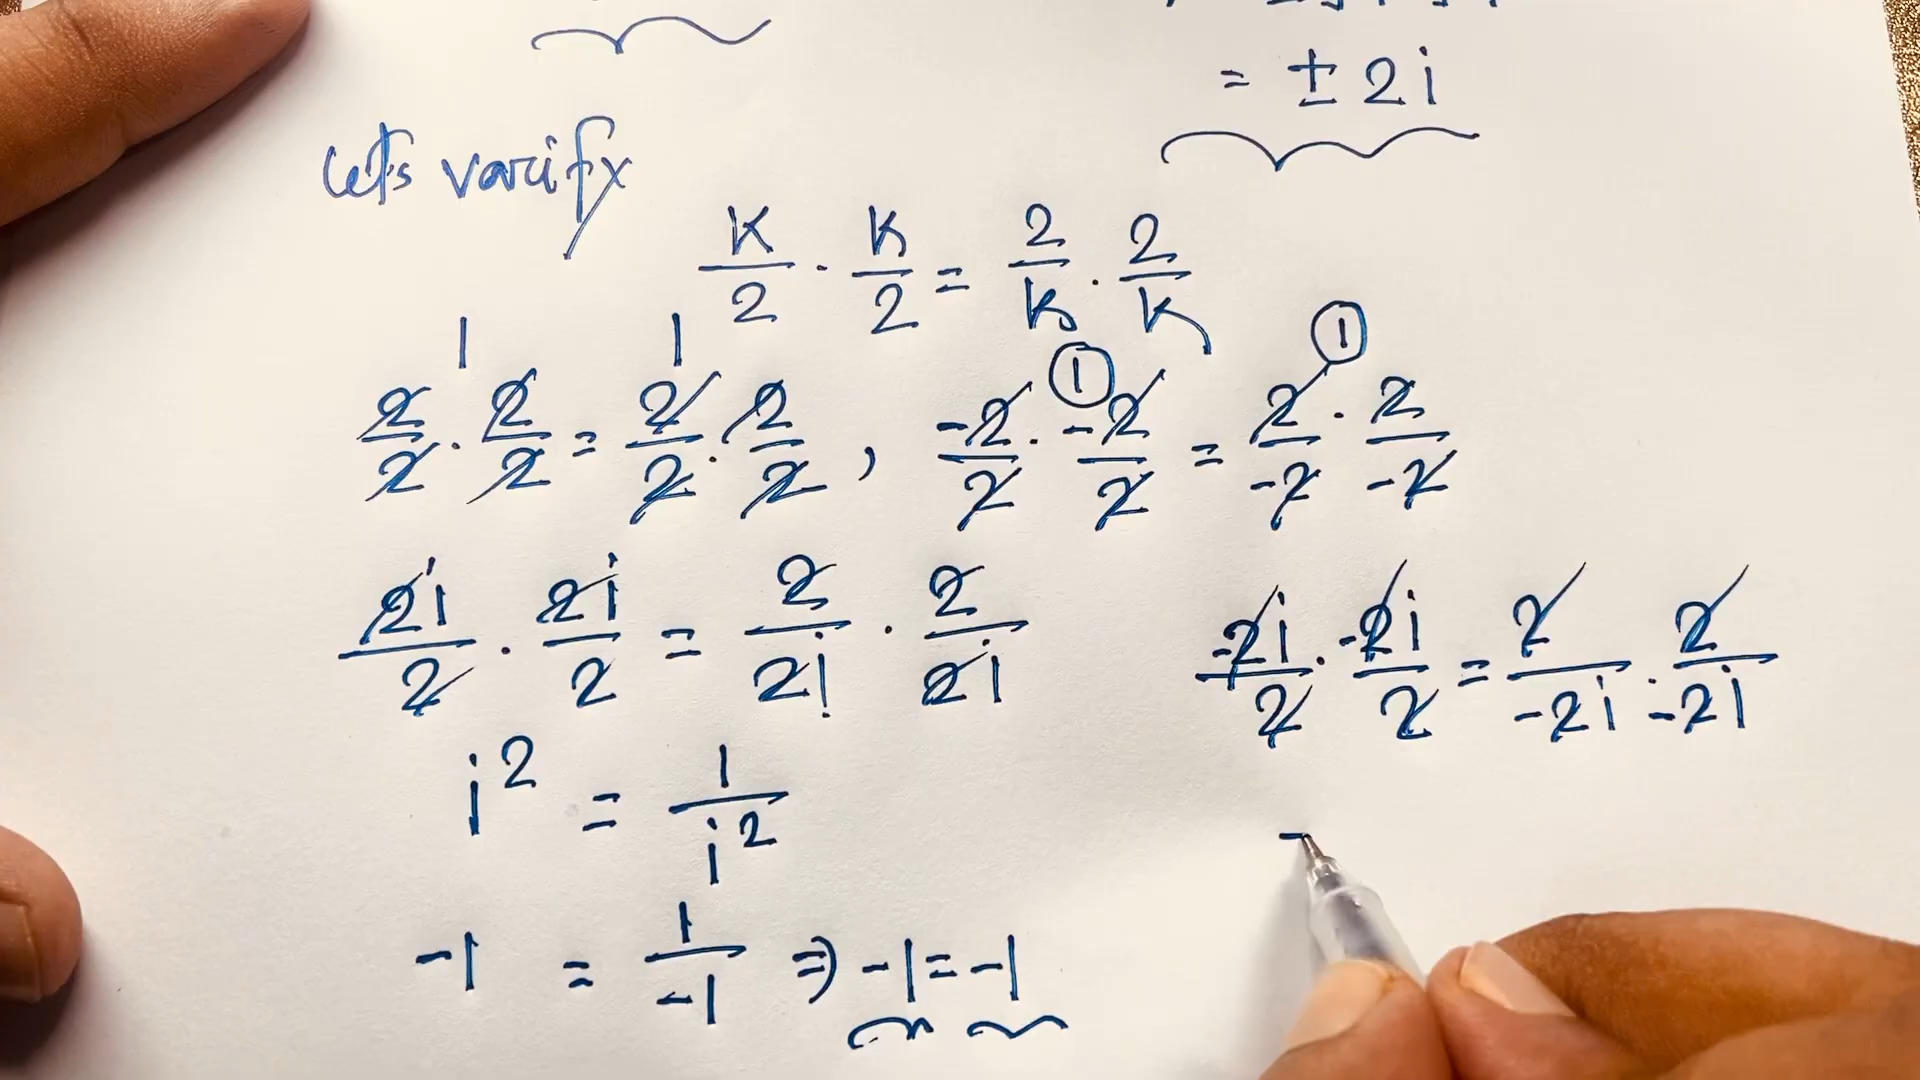 = ± 2i
Let's varify
K/2 · K/2 = 2/K · 2/K
1 1 1 1
2/2 · 2/2 = 2/2 · 2/2 , -2/2 · -2/2 = 2/-2 · 2/-2
2i/2 · 2i/2 = 2/2i · 2/2i
-2i/2 · -2i/2 = 2/-2i · 2/-2i
i² = 1/i²
-1 = 1/-1 ⇒ -1 = -1
-